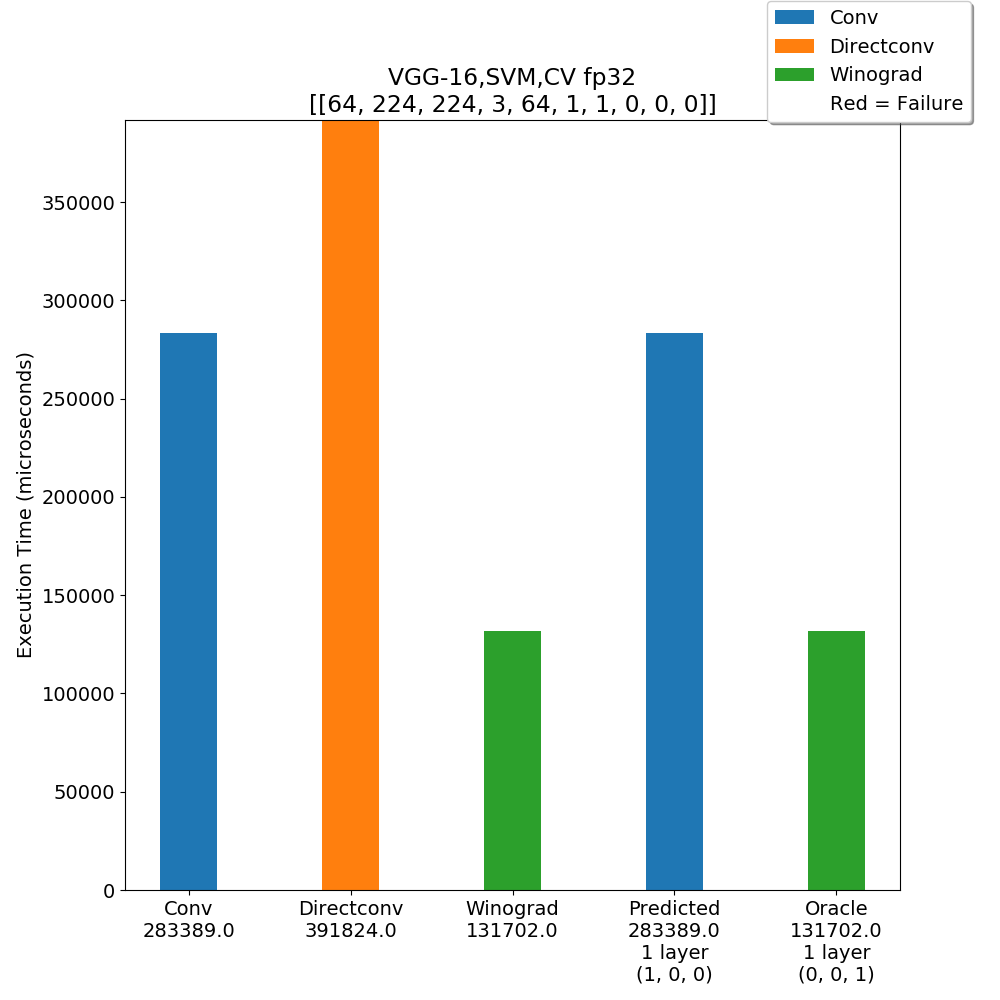 Conv
Directconv
Winograd
Red = Failure
VGG-16,SVM,CV fp32
[[64, 224, 224, 3, 64, 1, 1, 0, 0, 0]]
Execution Time (microseconds)
350000
300000
250000
200000
150000
100000
50000
0
Conv
283389.0
Directconv
391824.0
Winograd
131702.0
Predicted
283389.0
1 layer
(1, 0, 0)
Oracle
131702.0
1 layer
(0, 0, 1)